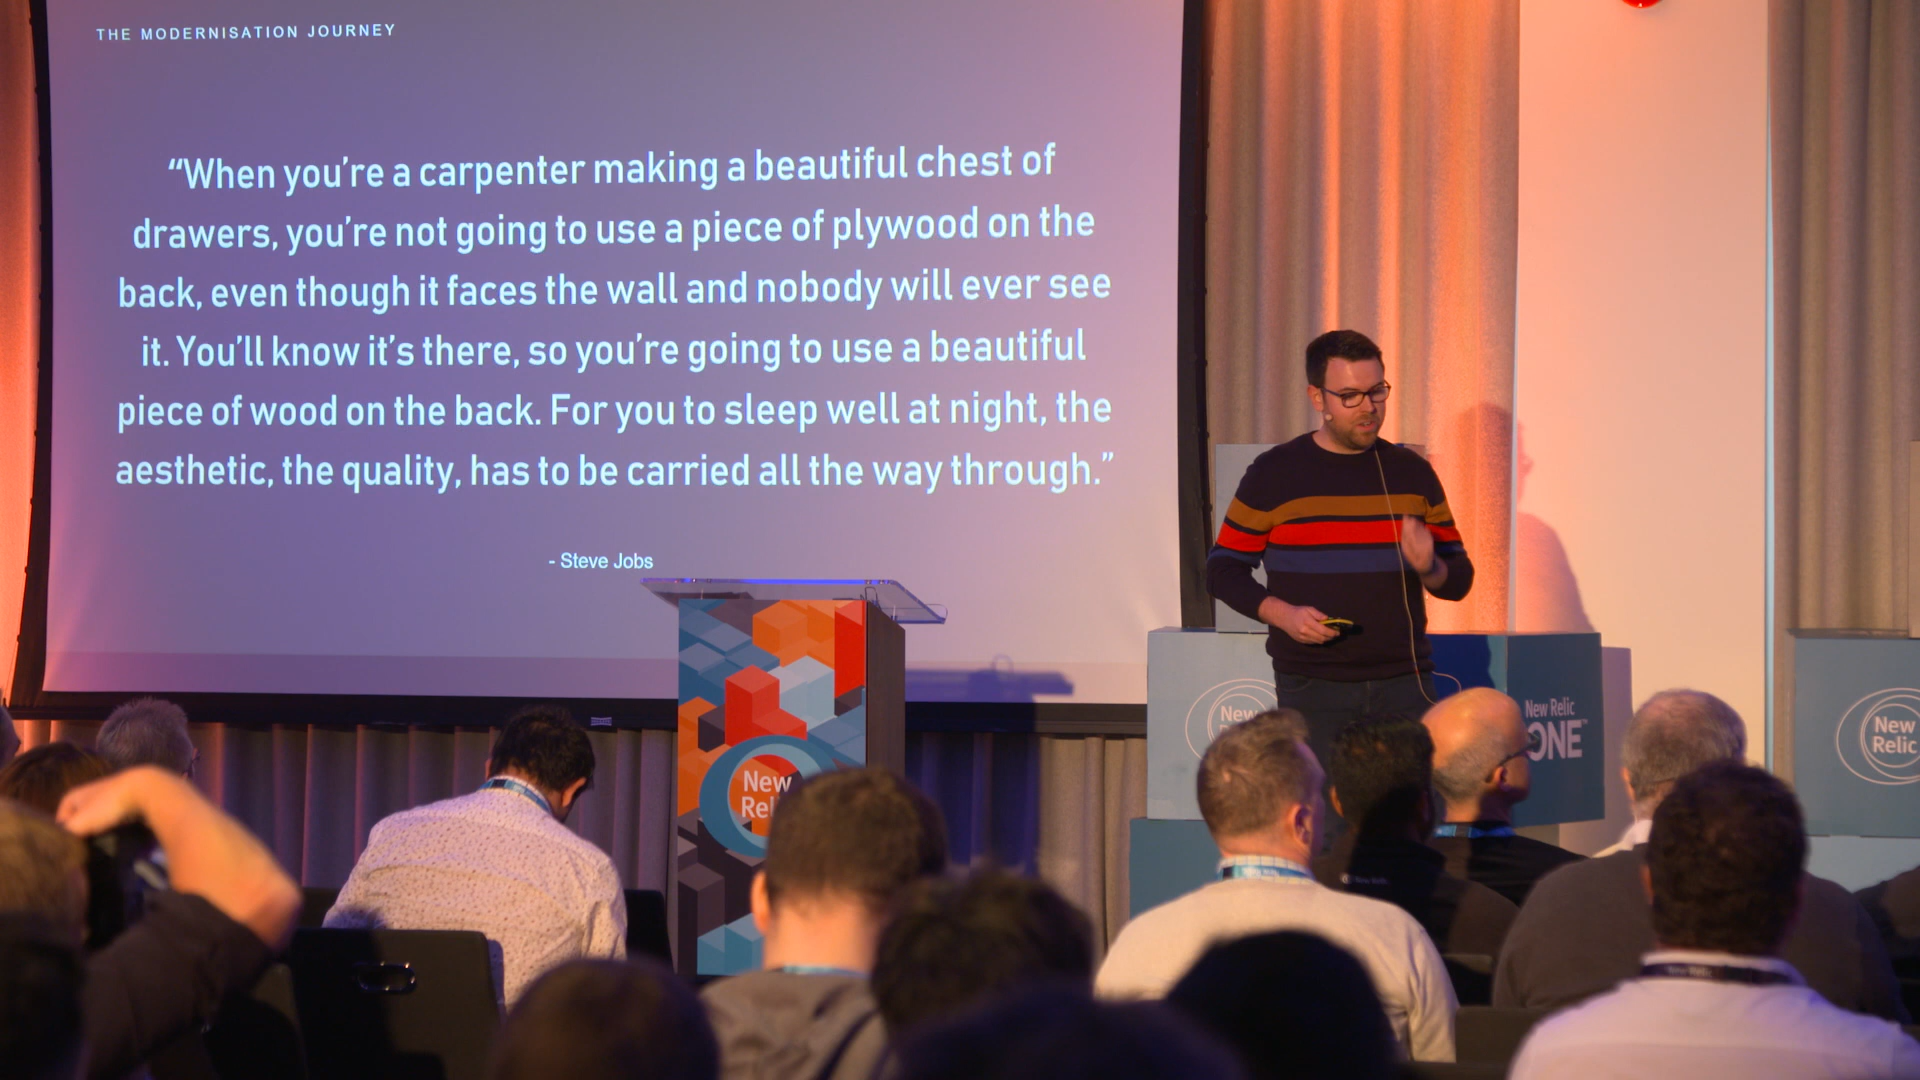 THE MODERNISATION JOURNEY
“When you’re a carpenter making a beautiful chest of
drawers, you’re not going to use a piece of plywood on the
back, even though it faces the wall and nobody will ever see
it. You’ll know it’s there, so you’re going to use a beautiful
piece of wood on the back. For you to sleep well at night, the
aesthetic, the quality, has to be carried all the way through.”
- Steve Jobs
New
New Relic
ONE™
New
Relic
New